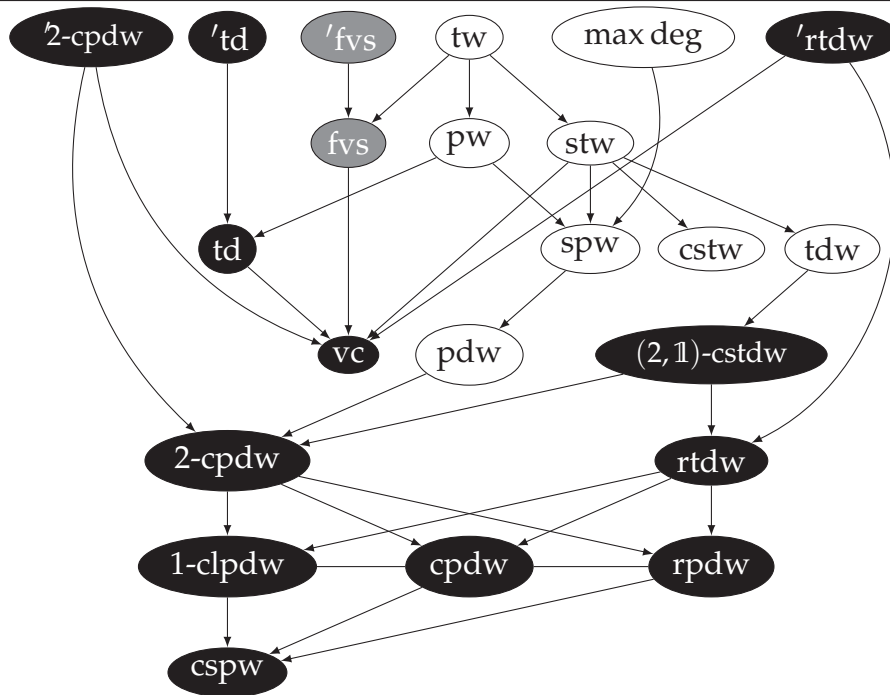 ′2-cpdw ′td ′fvs tw max deg ′rtdw
fvs pw stw
td spw cstw tdw
vc pdw (2, 𝟙)-cstdw
2-cpdw rtdw
1-clpdw cpdw rpdw
cspw